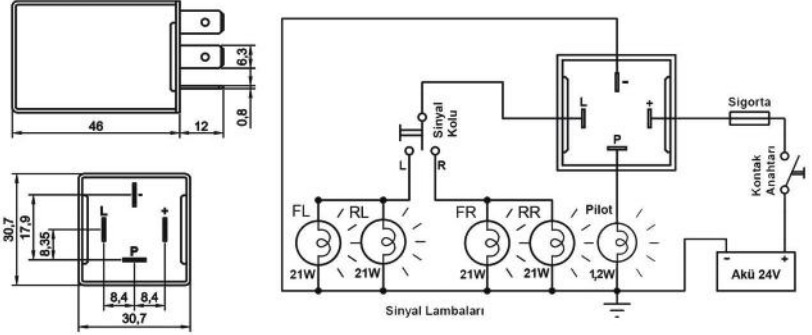 6,3
0,8
46
12
30,7
17,9
8,35
L
-
+
P
8,4
8,4
30,7
Sinyal
Kolu
L
R
L
-
+
P
Sigorta
Kontak
Anahtarı
FL
RL
FR
RR
Pilot
21W
21W
21W
21W
1,2W
- +
Akü 24V
Sinyal Lambaları